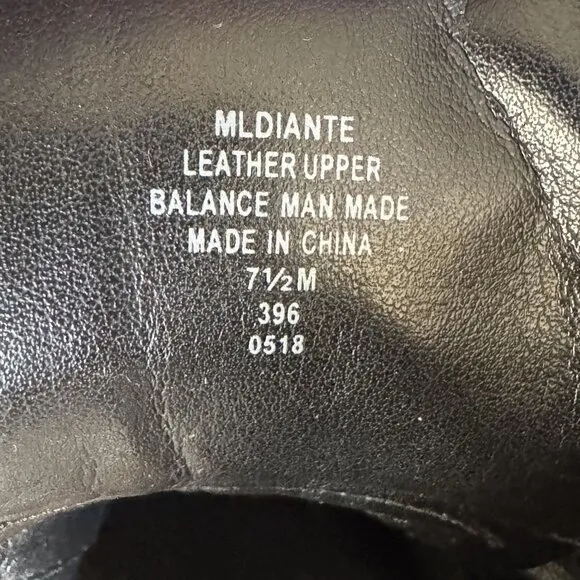 MLDIANTE
LEATHER UPPER
BALANCE MAN MADE
MADE IN CHINA
7½M
396
0518